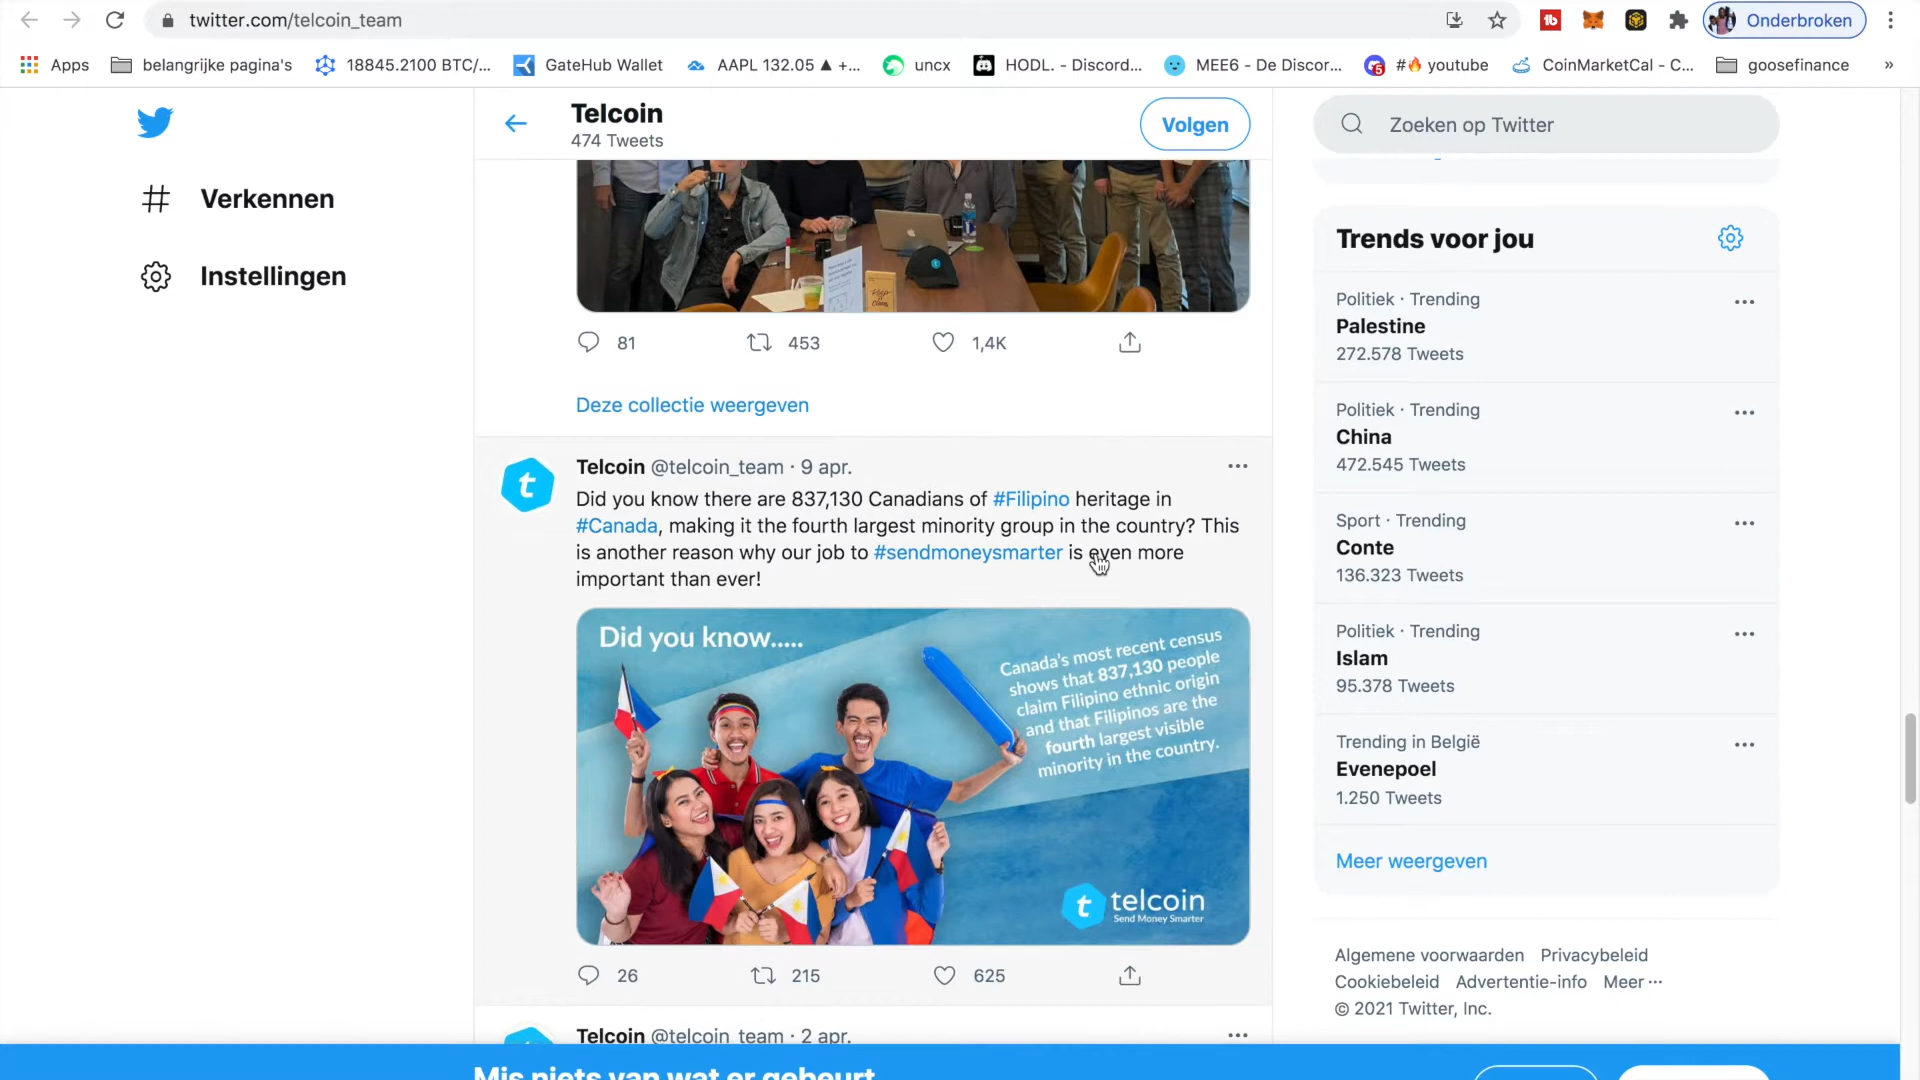 twitter.com/telcoin_team
Onderbroken
Apps
belangrijke pagina's
18845.2100 BTC/...
GateHub Wallet
AAPL 132.05 ▲ +...
uncx
HODL. - Discord...
MEE6 - De Discor...
5
#🔥 youtube
CoinMarketCal - C...
goosefinance
»
Telcoin
474 Tweets
Volgen
Zoeken op Twitter
Verkennen
Instellingen
81
453
1,4K
Deze collectie weergeven
Telcoin @telcoin_team · 9 apr.
Did you know there are 837,130 Canadians of #Filipino heritage in
#Canada, making it the fourth largest minority group in the country? This
is another reason why our job to #sendmoneysmarter is even more
important than ever!
Did you know.....
Canada's most recent census
shows that 837,130 people
claim Filipino ethnic origin
and that Filipinos are the
fourth largest visible
minority in the country.
t telcoin
Send Money Smarter
26
215
625
Telcoin @telcoin_team · 2 apr.
Trends voor jou
Politiek · Trending
Palestine
272.578 Tweets
Politiek · Trending
China
472.545 Tweets
Sport · Trending
Conte
136.323 Tweets
Politiek · Trending
Islam
95.378 Tweets
Trending in België
Evenepoel
1.250 Tweets
Meer weergeven
Algemene voorwaarden Privacybeleid
Cookiebeleid Advertentie-info Meer ···
© 2021 Twitter, Inc.
Mis niets van wat er gebeurt